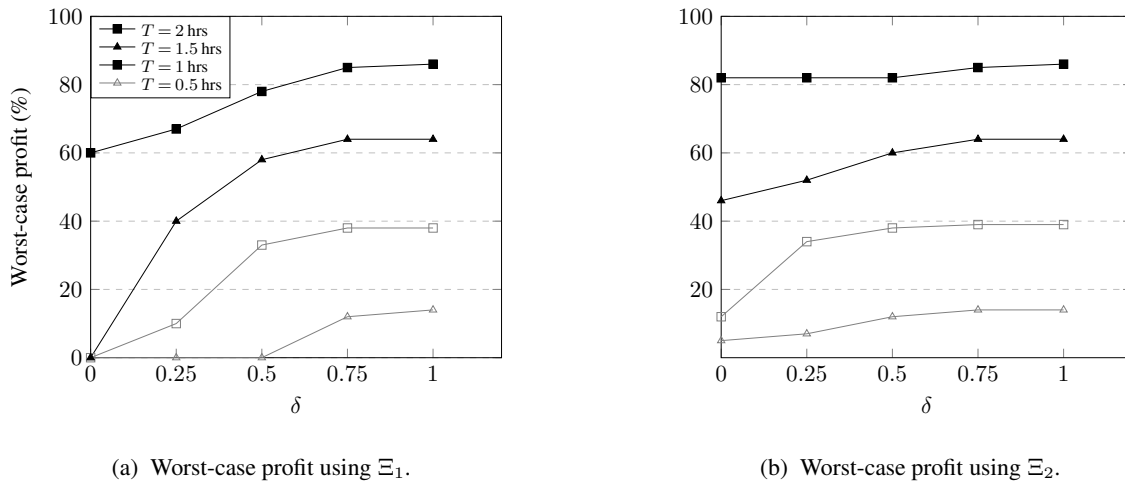 Worst-case profit (%)
100
80
60
40
20
0
T = 2 hrs
T = 1.5 hrs
T = 1 hrs
T = 0.5 hrs
0 0.25 0.5 0.75 1
δ
(a) Worst-case profit using Ξ₁.
100
80
60
40
20
0
0 0.25 0.5 0.75 1
δ
(b) Worst-case profit using Ξ₂.